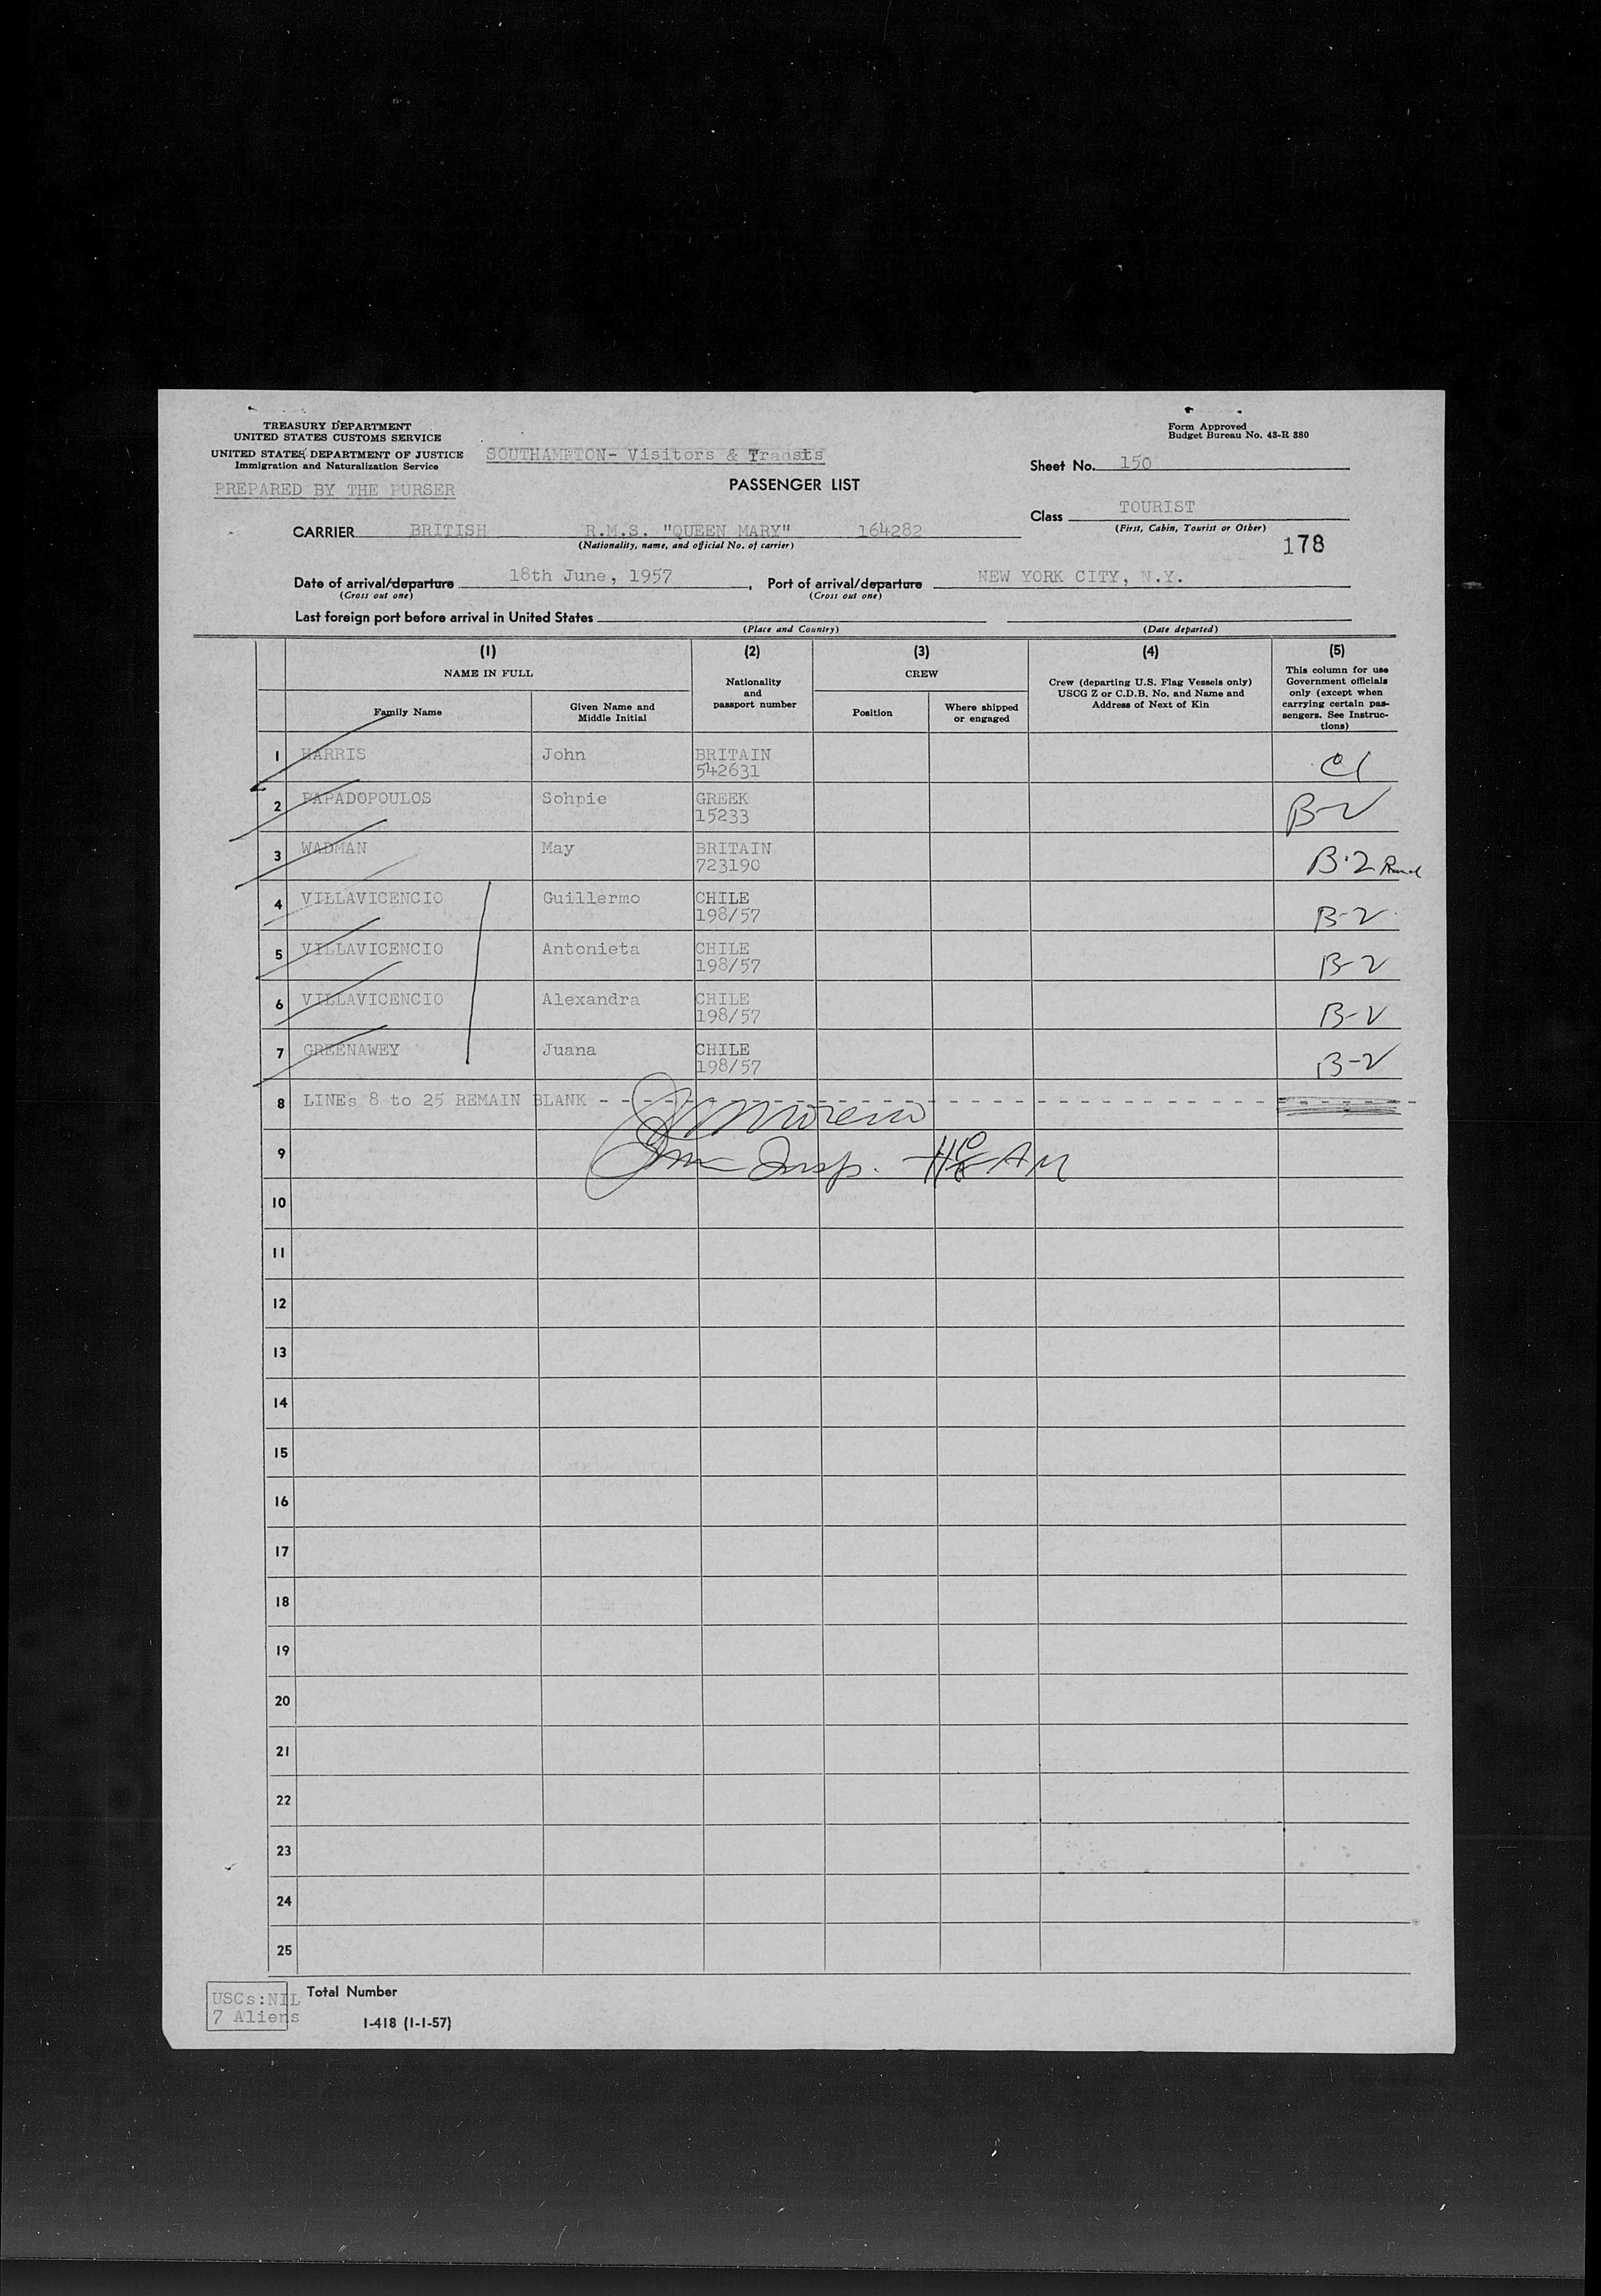 TREASURY DEPARTMENT
UNITED STATES CUSTOMS SERVICE
UNITED STATES DEPARTMENT OF JUSTICE
Immigration and Naturalization Service
PREPARED BY THE PURSER
SOUTHAMPTON- Visitors & Transits
PASSENGER LIST
Form Approved
Budget Bureau No. 43-R 380
Sheet No. 150
Class TOURIST
(First, Cabin, Tourist or Other)
178
CARRIER BRITISH R.M.S. "QUEEN MARY" 164282
(Nationality, name, and official No. of carrier)
Date of arrival/departure 18th June, 1957, Port of arrival/departure NEW YORK CITY, N.Y.
(Cross out one) (Cross out one)
Last foreign port before arrival in United States
(Place and Country) (Date departed)
(1) (2) (3) (4) (5)
NAME IN FULL
Family Name
Given Name and
Middle Initial
Nationality
and
passport number
CREW
Position
Where shipped
or engaged
Crew (departing U.S. Flag Vessels only)
USCG Z or C.D.B. No. and Name and
Address of Next of Kin
This column for use
Government officials
only (except when
carrying certain pas-
sengers. See Instruc-
tions)
1 HARRIS John BRITAIN
542631
2 PAPADOPOULOS Sohpie GREEK B-2
15233
3 WADMAN May BRITAIN B-2
723190
4 VILLAVICENCIO Guillermo CHILE B-2
198/57
5 VILLAVICENCIO Antonieta CHILE B-2
198/57
6 VILLAVICENCIO Alexandra CHILE B-2
198/57
7 GREENAWEY Juana CHILE B-2
198/57
8 LINEs 8 to 25 REMAIN BLANK - - - - - - - - - - - - - - - - - - - -
Moreno
9 Imm Insp.
10
11
12
13
14
15
16
17
18
19
20
21
22
23
24
25
USCs:NIL
7 Aliens
Total Number
I-418 (1-1-57)